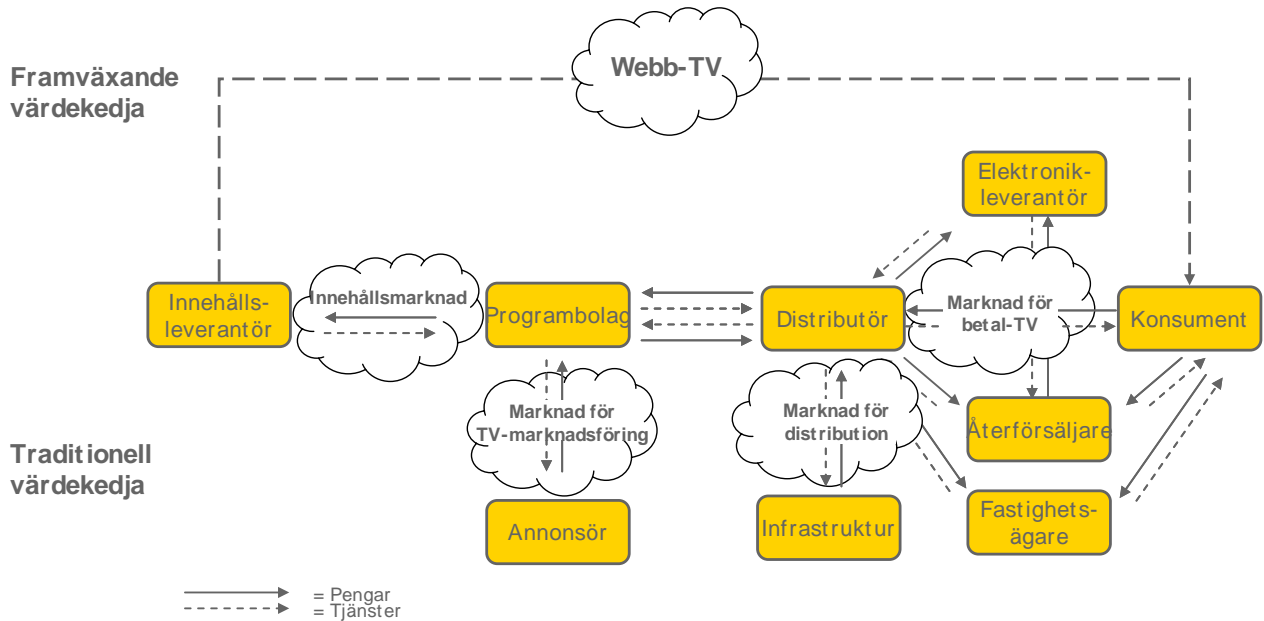 Webb-TV
Framväxande
värdekedja
Elektronik-
leverantör
Innehålls-
leverantör
Innehållsmarknad
Programbolag
Distributör
Marknad för
betal-TV
Konsument
Marknad för
TV-marknadsföring
Marknad för
distribution
Återförsäljare
Traditionell
värdekedja
Annonsör
Infrastruktur
Fastighets-
ägare
= Pengar
= Tjänster